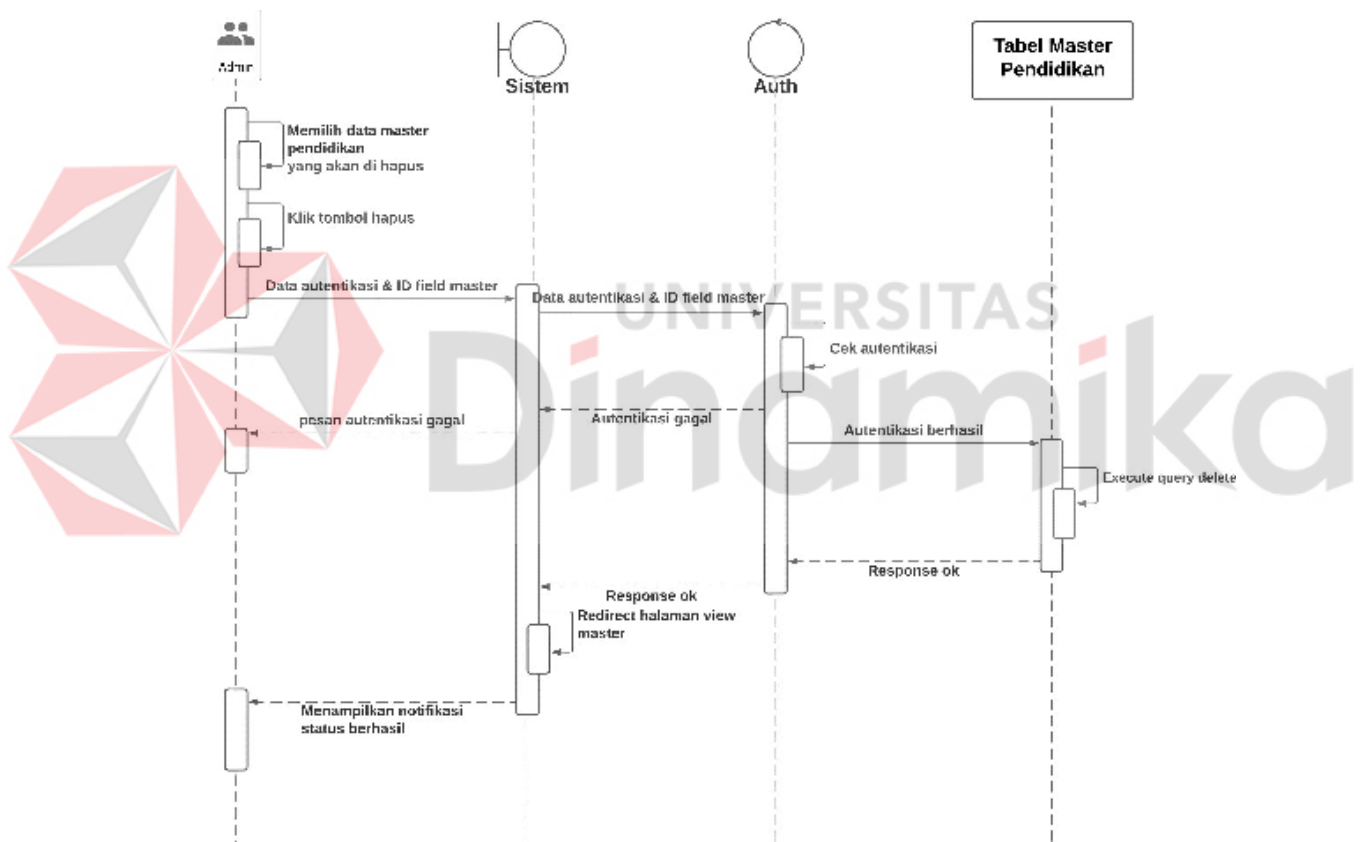 Admin
Sistem
Auth
Tabel Master
Pendidikan
Memilih data master
pendidikan
yang akan di hapus
Klik tombol hapus
Data autentikasi & ID field master
Data autentikasi & ID field master
UNIVERSITAS
Dinamika
Cek autentikasi
pesan autentikasi gagal
Autentikasi gagal
Autentikasi berhasil
Execute query delete
Response ok
Response ok
Redirect halaman view
master
Menampilkan notifikasi
status berhasil